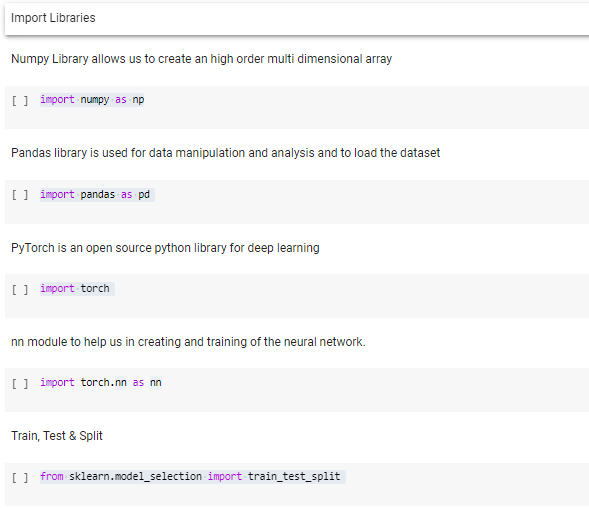 Import Libraries
Numpy Library allows us to create an high order multi dimensional array
[ ] import numpy as np
Pandas library is used for data manipulation and analysis and to load the dataset
[ ] import pandas as pd
PyTorch is an open source python library for deep learning
[ ] import torch
nn module to help us in creating and training of the neural network.
[ ] import torch.nn as nn
Train, Test & Split
[ ] from sklearn.model_selection import train_test_split